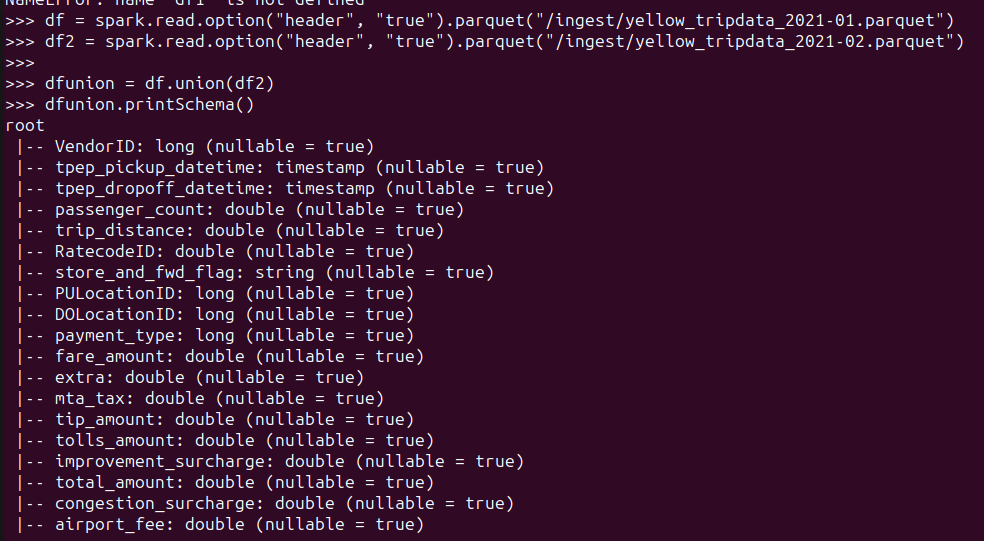 NameError: name 'df1' is not defined
>>> df = spark.read.option("header", "true").parquet("/ingest/yellow_tripdata_2021-01.parquet")
>>> df2 = spark.read.option("header", "true").parquet("/ingest/yellow_tripdata_2021-02.parquet")
>>>
>>> dfunion = df.union(df2)
>>> dfunion.printSchema()
root
 |-- VendorID: long (nullable = true)
 |-- tpep_pickup_datetime: timestamp (nullable = true)
 |-- tpep_dropoff_datetime: timestamp (nullable = true)
 |-- passenger_count: double (nullable = true)
 |-- trip_distance: double (nullable = true)
 |-- RatecodeID: double (nullable = true)
 |-- store_and_fwd_flag: string (nullable = true)
 |-- PULocationID: long (nullable = true)
 |-- DOLocationID: long (nullable = true)
 |-- payment_type: long (nullable = true)
 |-- fare_amount: double (nullable = true)
 |-- extra: double (nullable = true)
 |-- mta_tax: double (nullable = true)
 |-- tip_amount: double (nullable = true)
 |-- tolls_amount: double (nullable = true)
 |-- improvement_surcharge: double (nullable = true)
 |-- total_amount: double (nullable = true)
 |-- congestion_surcharge: double (nullable = true)
 |-- airport_fee: double (nullable = true)